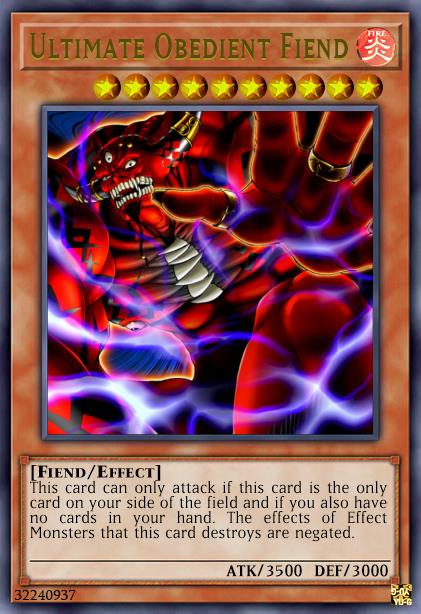 ULTIMATE OBEDIENT FIEND
FIRE
炎
[FIEND/EFFECT]
This card can only attack if this card is the only
card on your side of the field and if you also have
no cards in your hand. The effects of Effect
Monsters that this card destroys are negated.
ATK/3500 DEF/3000
32240937